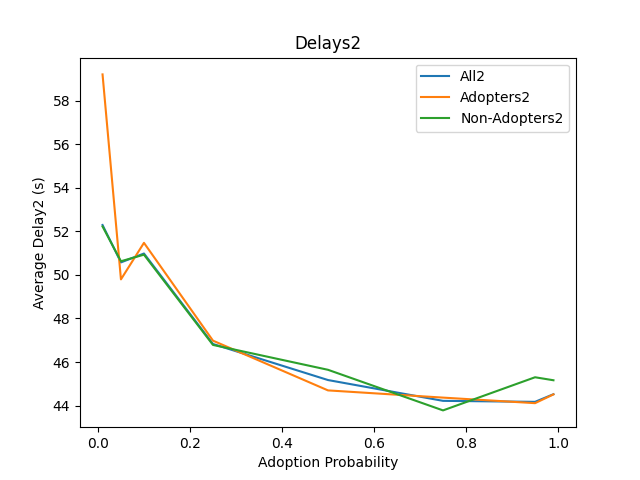 Delays2
All2
Adopters2
Non-Adopters2
Average Delay2 (s)
58
56
54
52
50
48
46
44
0.0 0.2 0.4 0.6 0.8 1.0
Adoption Probability